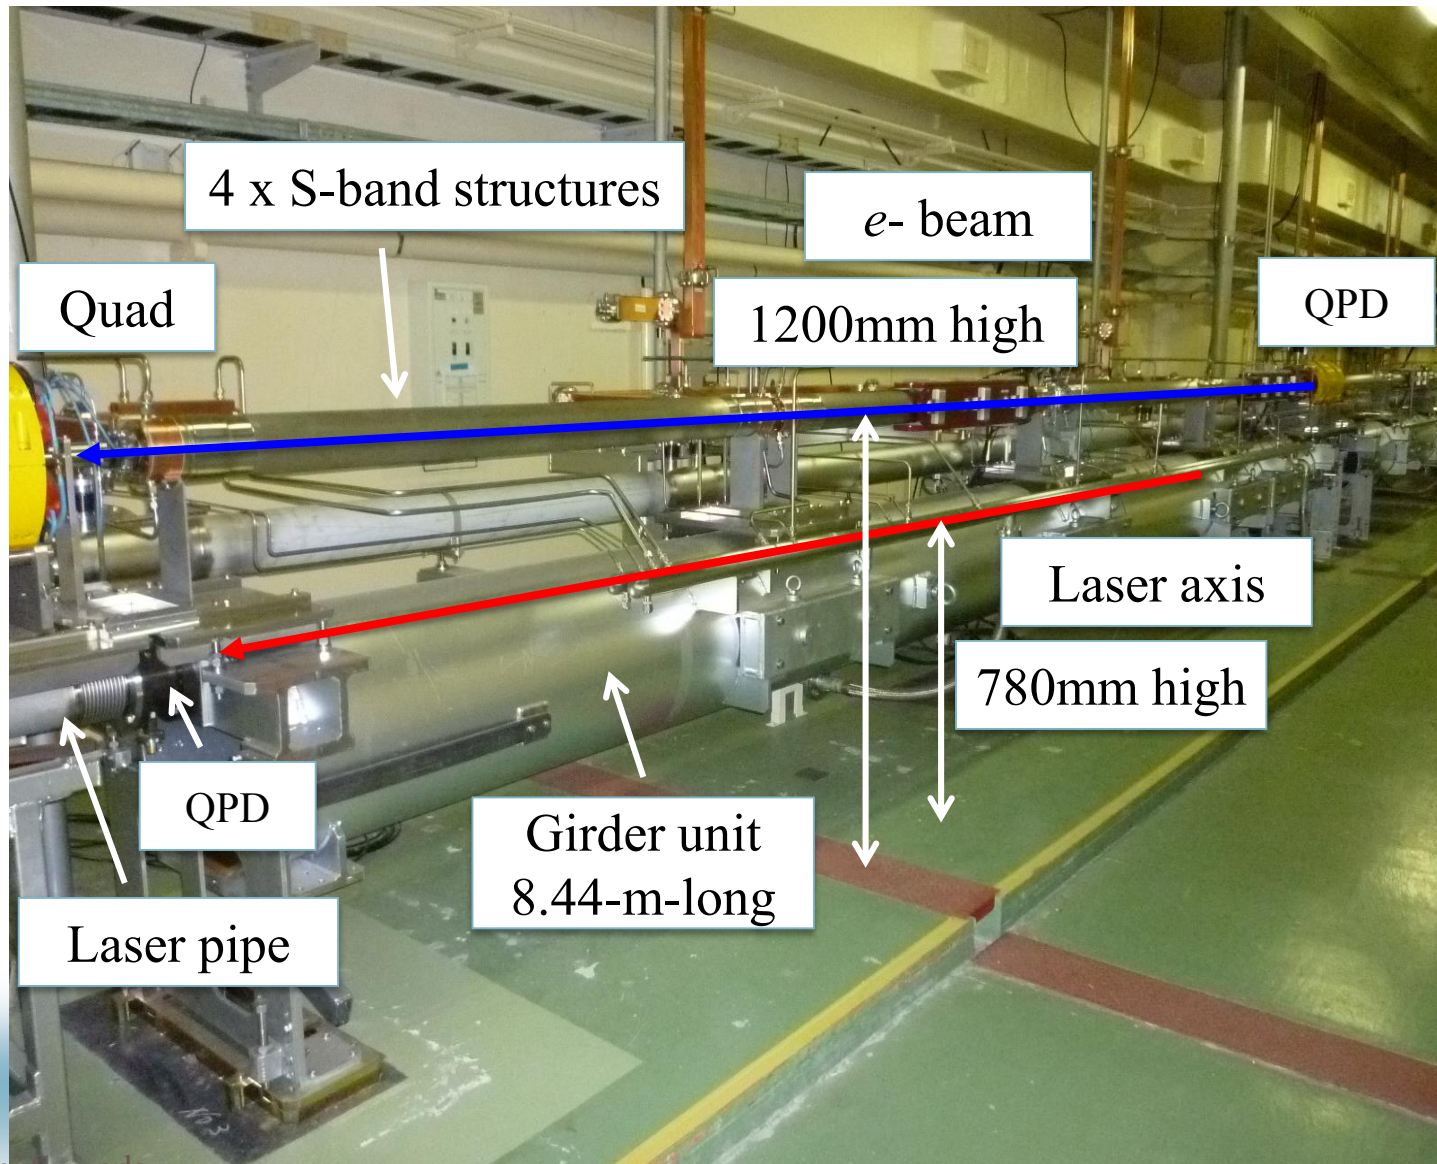 4 x S-band structures
e- beam
1200mm high
Quad
QPD
Laser axis
780mm high
QPD
Girder unit
8.44-m-long
Laser pipe
No3